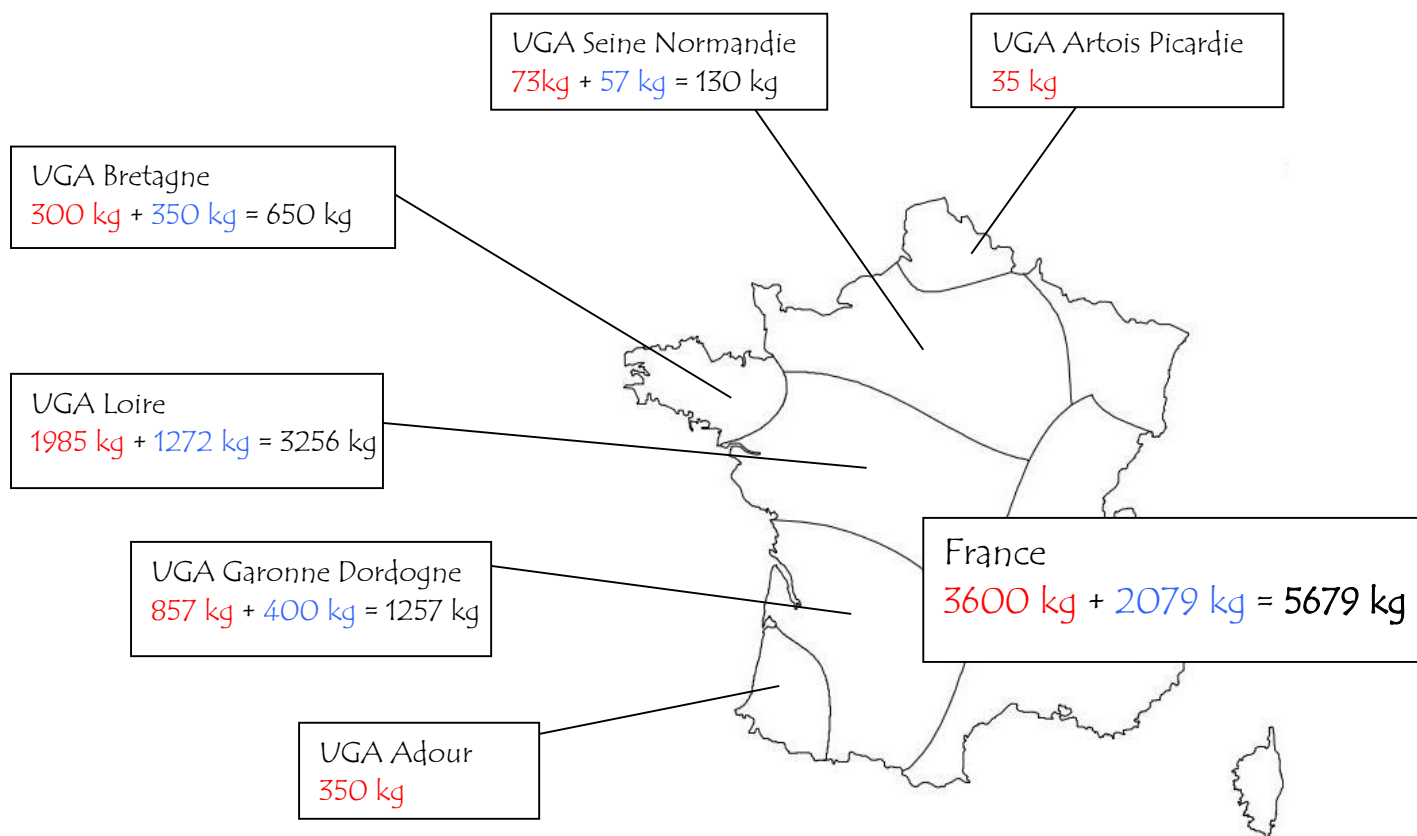 UGA Seine Normandie
73kg + 57 kg = 130 kg
UGA Artois Picardie
35 kg
UGA Bretagne
300 kg + 350 kg = 650 kg
UGA Loire
1985 kg + 1272 kg = 3256 kg
UGA Garonne Dordogne
857 kg + 400 kg = 1257 kg
France
3600 kg + 2079 kg = 5679 kg
UGA Adour
350 kg